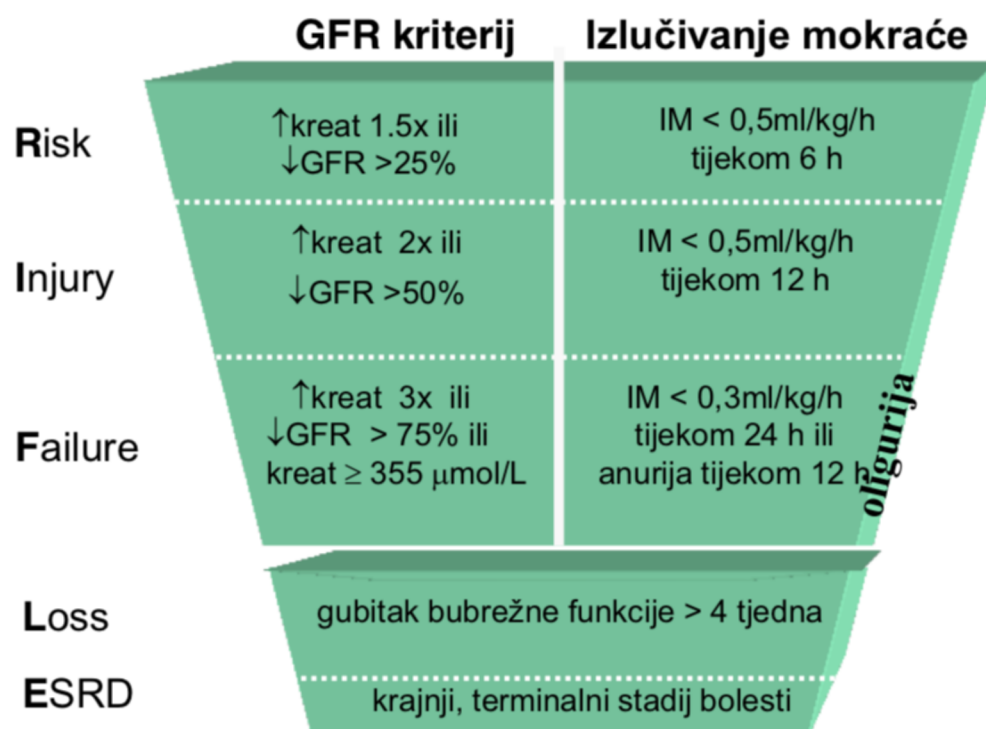 GFR kriterij
Izlučivanje mokraće
Risk
↑kreat 1.5x ili
↓GFR >25%
IM < 0,5ml/kg/h
tijekom 6 h
Injury
↑kreat 2x ili
↓GFR >50%
IM < 0,5ml/kg/h
tijekom 12 h
Failure
↑kreat 3x ili
↓GFR > 75% ili
kreat ≥ 355 μmol/L
IM < 0,3ml/kg/h
tijekom 24 h ili
anurija tijekom 12 h
oligurija
Loss
gubitak bubrežne funkcije > 4 tjedna
ESRD
krajnji, terminalni stadij bolesti